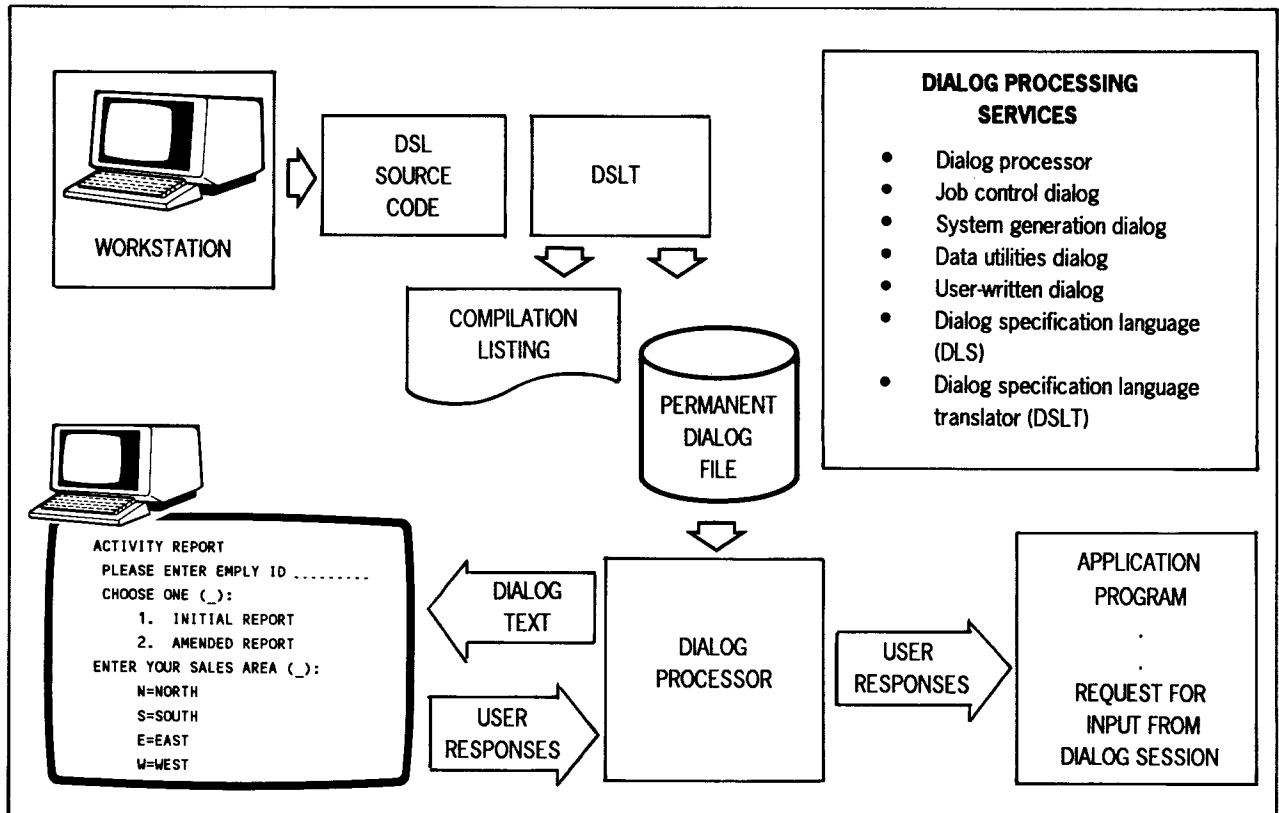 WORKSTATION
DSL
SOURCE
CODE
DSLT
COMPILATION
LISTING
PERMANENT
DIALOG
FILE
DIALOG PROCESSING
SERVICES
• Dialog processor
• Job control dialog
• System generation dialog
• Data utilities dialog
• User-written dialog
• Dialog specification language
(DLS)
• Dialog specification language
translator (DSLT)
ACTIVITY REPORT
PLEASE ENTER EMPLY ID .........
CHOOSE ONE (_):
1. INITIAL REPORT
2. AMENDED REPORT
ENTER YOUR SALES AREA (_):
N=NORTH
S=SOUTH
E=EAST
W=WEST
DIALOG
TEXT
USER
RESPONSES
DIALOG
PROCESSOR
USER
RESPONSES
APPLICATION
PROGRAM
.
.
REQUEST FOR
INPUT FROM
DIALOG SESSION